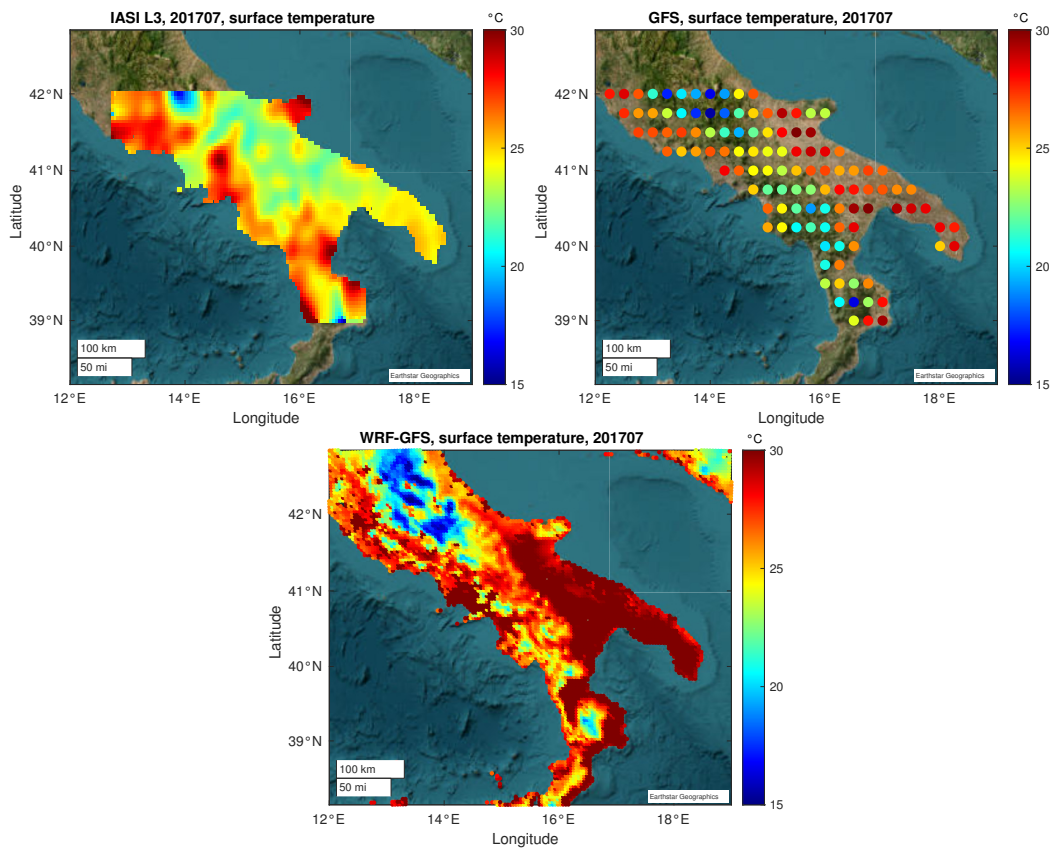 IASI L3, 201707, surface temperature
°C
42°N
41°N
40°N
39°N
Latitude
100 km
50 mi
Earthstar Geographics
12°E
14°E
16°E
18°E
Longitude
30
25
20
15
GFS, surface temperature, 201707
°C
42°N
41°N
40°N
39°N
Latitude
100 km
50 mi
Earthstar Geographics
12°E
14°E
16°E
18°E
Longitude
30
25
20
15
WRF-GFS, surface temperature, 201707
°C
42°N
41°N
40°N
39°N
Latitude
100 km
50 mi
Earthstar Geographics
12°E
14°E
16°E
18°E
Longitude
30
25
20
15